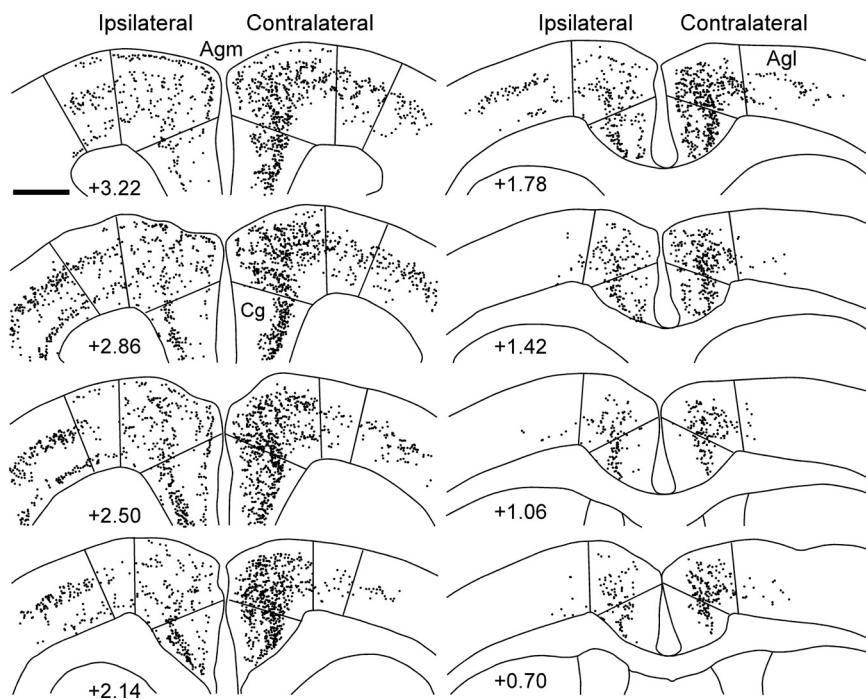 Ipsilateral Contralateral
Agm
+3.22
Cg
+2.86
+2.50
+2.14
Ipsilateral Contralateral
Agl
+1.78
+1.42
+1.06
+0.70